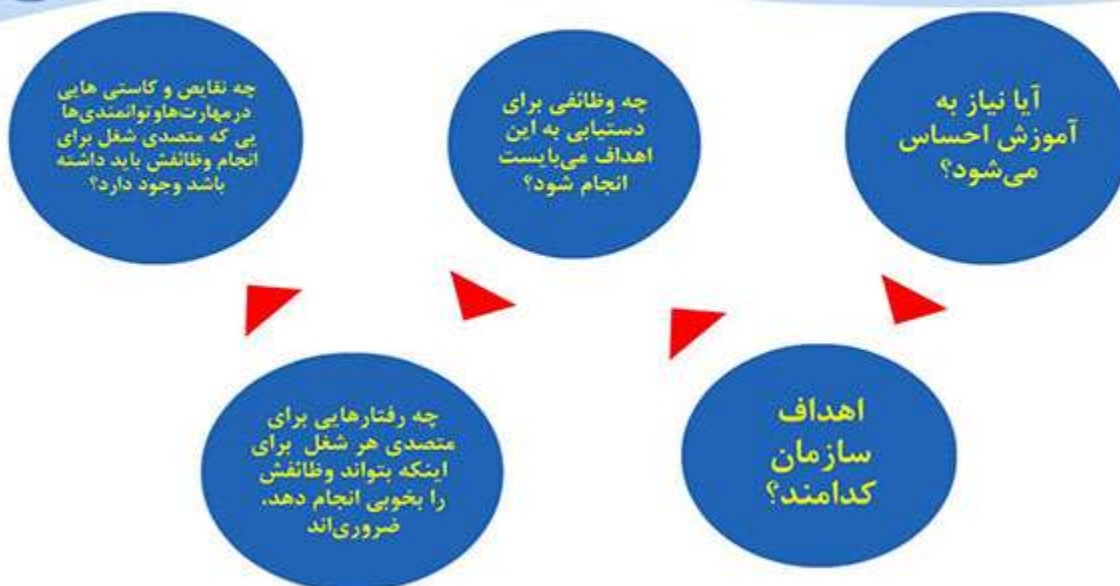 آیا نیاز به
آموزش احساس
می‌شود؟
اهداف
سازمان
کدامند؟
چه وظائفی برای
دستیابی به این
اهداف می‌بایست
انجام شود؟
چه رفتارهایی برای
متصدی هر شغل برای
اینکه بتواند وظائفش
را بخوبی انجام دهد،
ضروری‌اند
چه نقایص و کاستی هایی
درمهارت‌هاوتوانمندی‌ها
یی که متصدی شغل برای
انجام وظائفش باید داشته
باشد وجود دارد؟